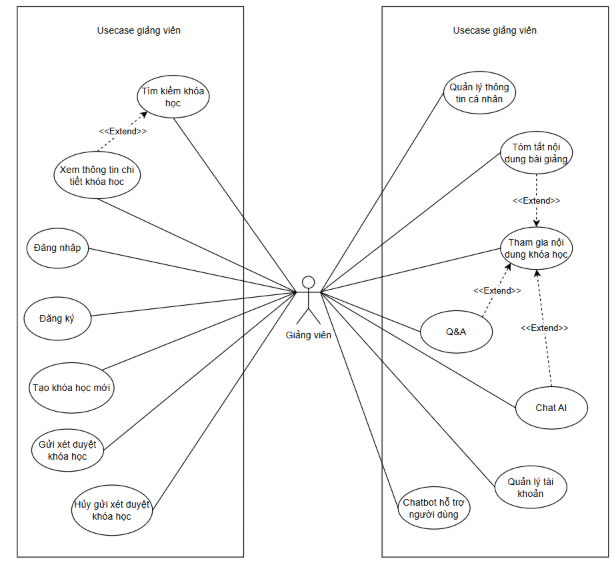 Usecase giảng viên
Tìm kiếm khóa
học
<<Extend>>
Xem thông tin chi
tiết khóa học
Đăng nhập
Đăng ký
Tạo khóa học mới
Gửi xét duyệt
khóa học
Hủy gửi xét duyệt
khóa học
Giảng viên
Usecase giảng viên
Quản lý thông
tin cá nhân
Tóm tắt nội
dung bài giảng
<<Extend>>
Tham gia nội
dung khóa học
<<Extend>>
Q&A
<<Extend>>
Chat AI
Quản lý tài
khoản
Chatbot hỗ trợ
người dùng